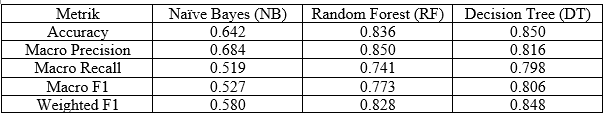 Metrik Naïve Bayes (NB) Random Forest (RF) Decision Tree (DT)
Accuracy 0.642 0.836 0.850
Macro Precision 0.684 0.850 0.816
Macro Recall 0.519 0.741 0.798
Macro F1 0.527 0.773 0.806
Weighted F1 0.580 0.828 0.848